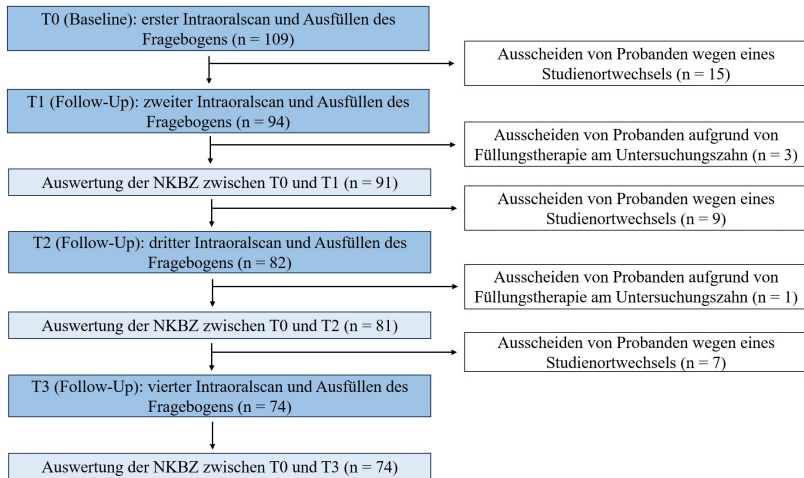 T0 (Baseline): erster Intraoralscan und Ausfüllen des
Fragebogens (n = 109)
Ausscheiden von Probanden wegen eines
Studienortwechsels (n = 15)
T1 (Follow-Up): zweiter Intraoralscan und Ausfüllen des
Fragebogens (n = 94)
Ausscheiden von Probanden aufgrund von
Füllungstherapie am Untersuchungszahn (n = 3)
Auswertung der NKBZ zwischen T0 und T1 (n = 91)
Ausscheiden von Probanden wegen eines
Studienortwechsels (n = 9)
T2 (Follow-Up): dritter Intraoralscan und Ausfüllen des
Fragebogens (n = 82)
Ausscheiden von Probanden aufgrund von
Füllungstherapie am Untersuchungszahn (n = 1)
Auswertung der NKBZ zwischen T0 und T2 (n = 81)
Ausscheiden von Probanden wegen eines
Studienortwechsels (n = 7)
T3 (Follow-Up): vierter Intraoralscan und Ausfüllen des
Fragebogens (n = 74)
Auswertung der NKBZ zwischen T0 und T3 (n = 74)